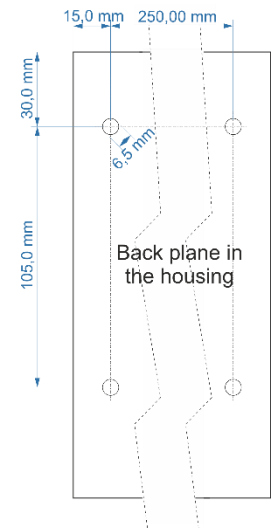 15,0 mm
250,00 mm
30,0 mm
6,5 mm
105,0 mm
Back plane in
the housing